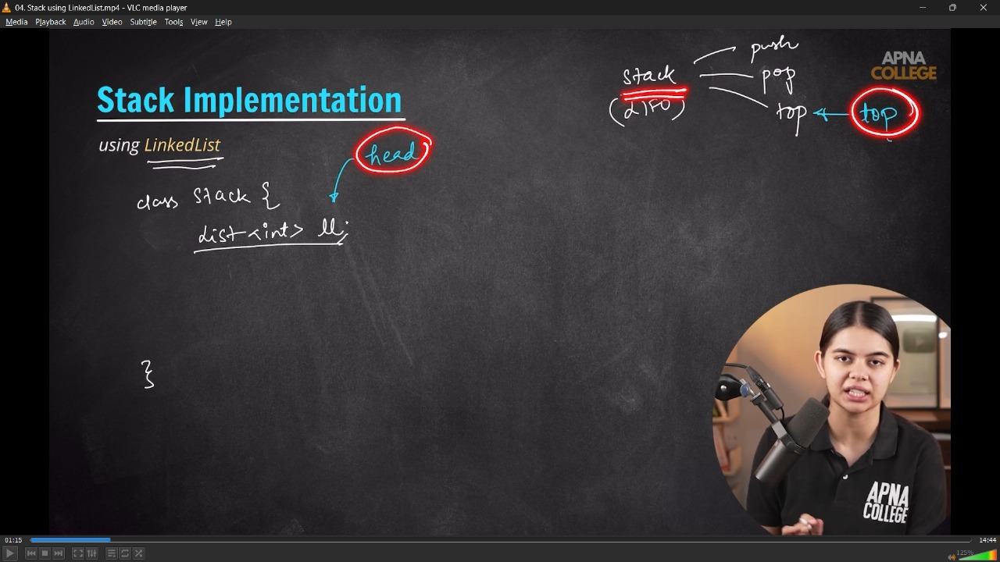 04. Stack using LinkedList.mp4 - VLC media player
Media Playback Audio Video Subtitle Tools View Help
push
stack
pop
(LIFO)
top
top
APNA
COLLEGE
Stack Implementation
using LinkedList
head
class Stack {
List<int> ll;
}
APNA
COLLEGE
01:15
14:44
125%